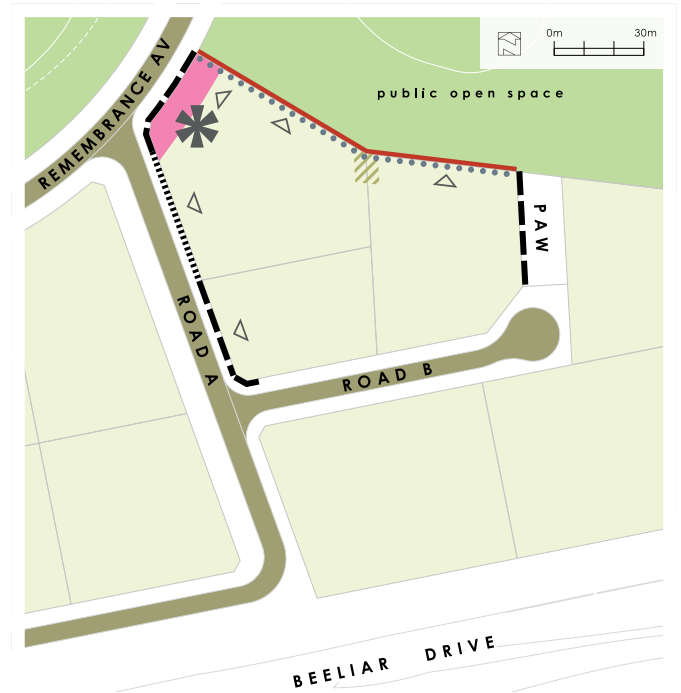 0m 30m
public open space
REMEMBRANCE AV
PAW
ROAD A
ROAD B
BEELIAR DRIVE